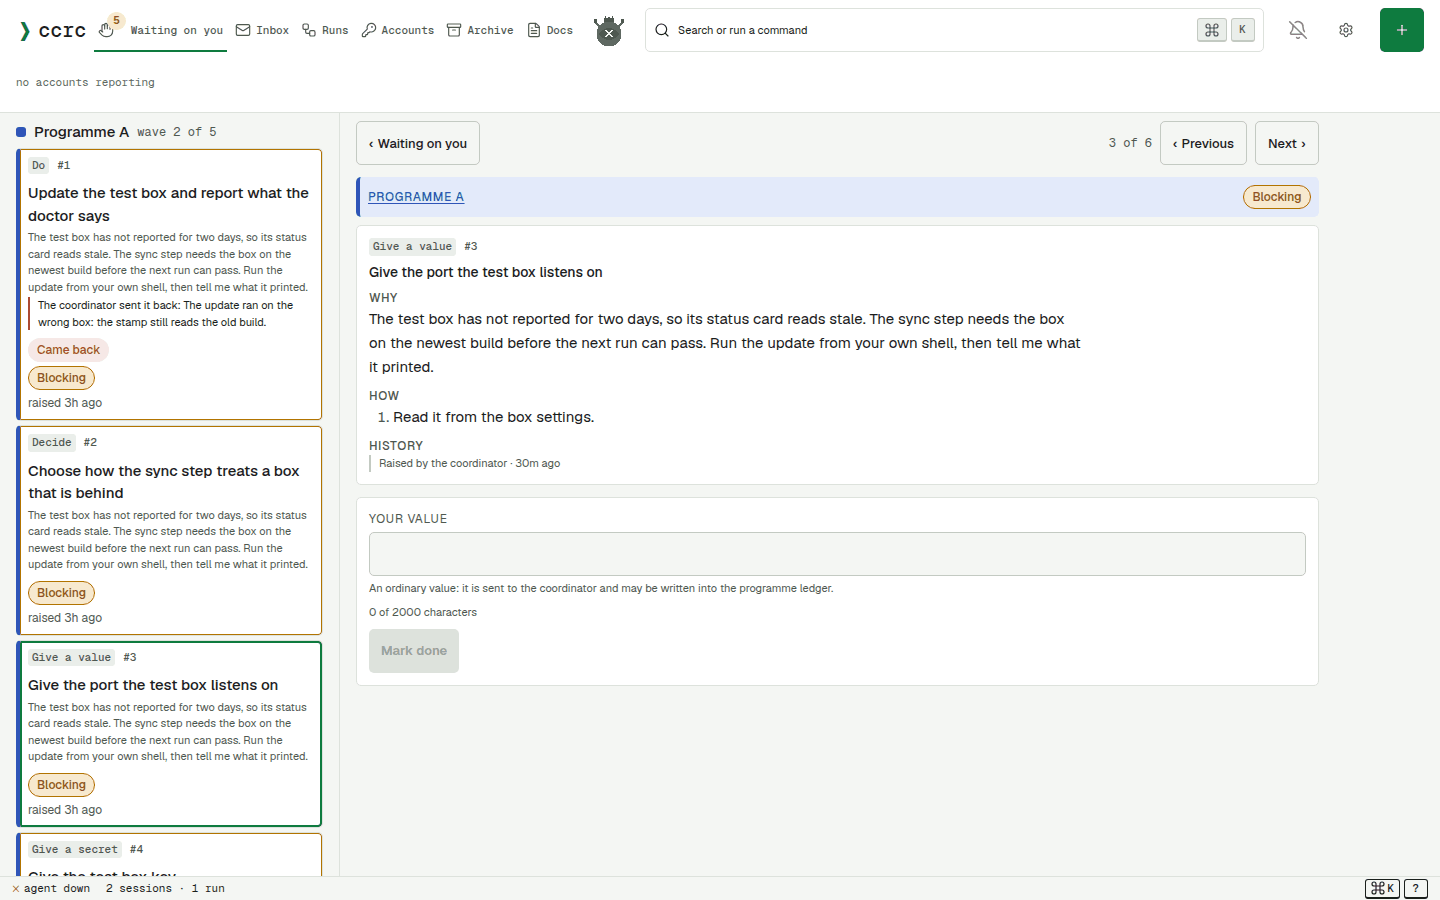 ccrc
5
Waiting on you
Inbox
Runs
Accounts
Archive
Docs
Search or run a command
⌘ K
+
no accounts reporting
Programme A wave 2 of 5
Do #1
Update the test box and report what the
doctor says
The test box has not reported for two days, so its status
card reads stale. The sync step needs the box on the
newest build before the next run can pass. Run the
update from your own shell, then tell me what it printed.
The coordinator sent it back: The update ran on the
wrong box: the stamp still reads the old build.
Came back
Blocking
raised 3h ago
Decide #2
Choose how the sync step treats a box
that is behind
The test box has not reported for two days, so its status
card reads stale. The sync step needs the box on the
newest build before the next run can pass. Run the
update from your own shell, then tell me what it printed.
Blocking
raised 3h ago
Give a value #3
Give the port the test box listens on
The test box has not reported for two days, so its status
card reads stale. The sync step needs the box on the
newest build before the next run can pass. Run the
update from your own shell, then tell me what it printed.
Blocking
raised 3h ago
Give a secret #4
Give the test box key
‹ Waiting on you
3 of 6
‹ Previous
Next ›
PROGRAMME A
Blocking
Give a value #3
Give the port the test box listens on
WHY
The test box has not reported for two days, so its status card reads stale. The sync step needs the box
on the newest build before the next run can pass. Run the update from your own shell, then tell me what
it printed.
HOW
1. Read it from the box settings.
HISTORY
Raised by the coordinator · 30m ago
YOUR VALUE
An ordinary value: it is sent to the coordinator and may be written into the programme ledger.
0 of 2000 characters
Mark done
× agent down 2 sessions · 1 run
⌘K ?